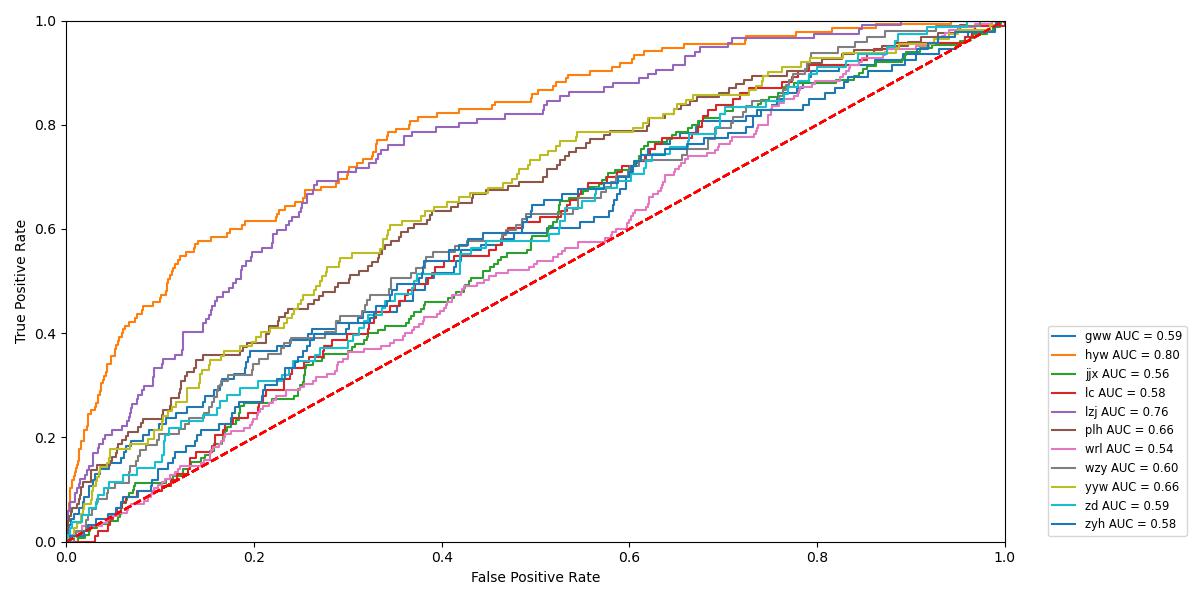 1.0
0.8
0.6
0.4
0.2
0.0
True Positive Rate
0.0 0.2 0.4 0.6 0.8 1.0
False Positive Rate
gww AUC = 0.59
hyw AUC = 0.80
jjx AUC = 0.56
lc AUC = 0.58
lzj AUC = 0.76
plh AUC = 0.66
wrl AUC = 0.54
wzy AUC = 0.60
yyw AUC = 0.66
zd AUC = 0.59
zyh AUC = 0.58